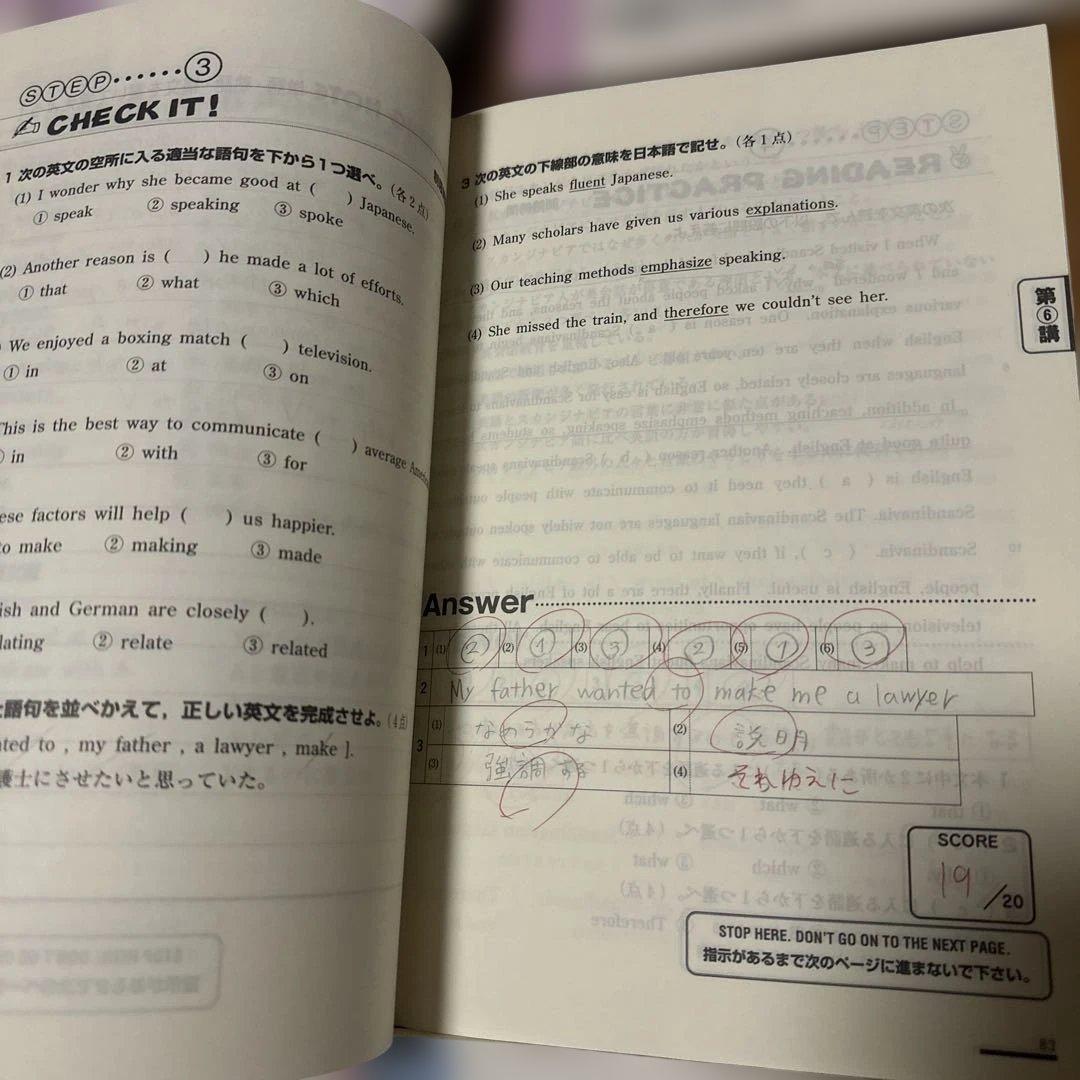 STEP······③
CHECK IT!
1 次の英文の空所に入る適当な語句を下から1つ選べ。(各2点)
(1) I wonder why she became good at ( ) Japanese.
① speak ② speaking ③ spoke
(2) Another reason is ( ) he made a lot of efforts.
① that ② what ③ which
We enjoyed a boxing match ( ) television.
① in ② at ③ on
This is the best way to communicate ( ) average
in ② with ③ for
ese factors will help ( ) us happier.
to make ② making ③ made
ish and German are closely ( ).
lating ② relate ③ related
語句を並べかえて，正しい英文を完成させよ。(4点)
nted to , my father , a lawyer , make ].
護士にさせたいと思っていた。
3 次の英文の下線部の意味を日本語で記せ。(各1点)
(1) She speaks fluent Japanese.
(2) Many scholars have given us various explanations.
(3) Our teaching methods emphasize speaking.
(4) She missed the train, and therefore we couldn't see her.
第⑥講
Answer
1 (1) ② (2) ① (3) ③ (4) ② (5) ① (6) ③
2 My father wanted to make me a lawyer
3 (1) なめらかな (2) 説明
(3) 強調する (4) それゆえに
SCORE
19 /20
STOP HERE. DON'T GO ON TO THE NEXT PAGE.
指示があるまで次のページに進まないで下さい。
83